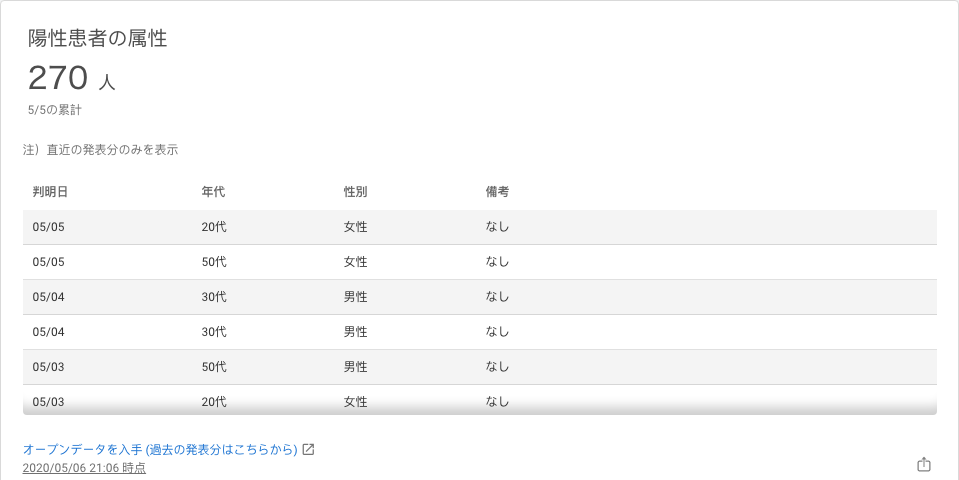 陽性患者の属性
270 人
5/5の累計
注）直近の発表分のみを表示
判明日 年代 性別 備考
05/05 20代 女性 なし
05/05 50代 女性 なし
05/04 30代 男性 なし
05/04 30代 男性 なし
05/03 50代 男性 なし
05/03 20代 女性 なし
オープンデータを入手 (過去の発表分はこちらから)
2020/05/06 21:06 時点